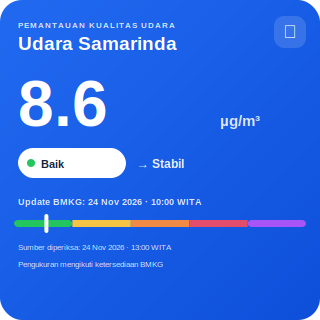 PEMANTAUAN KUALITAS UDARA
Udara Samarinda
8.6
µg/m³
Baik
→ Stabil
Update BMKG: 24 Nov 2026 · 10:00 WITA
Sumber diperiksa: 24 Nov 2026 · 13:00 WITA
Pengukuran mengikuti ketersediaan BMKG